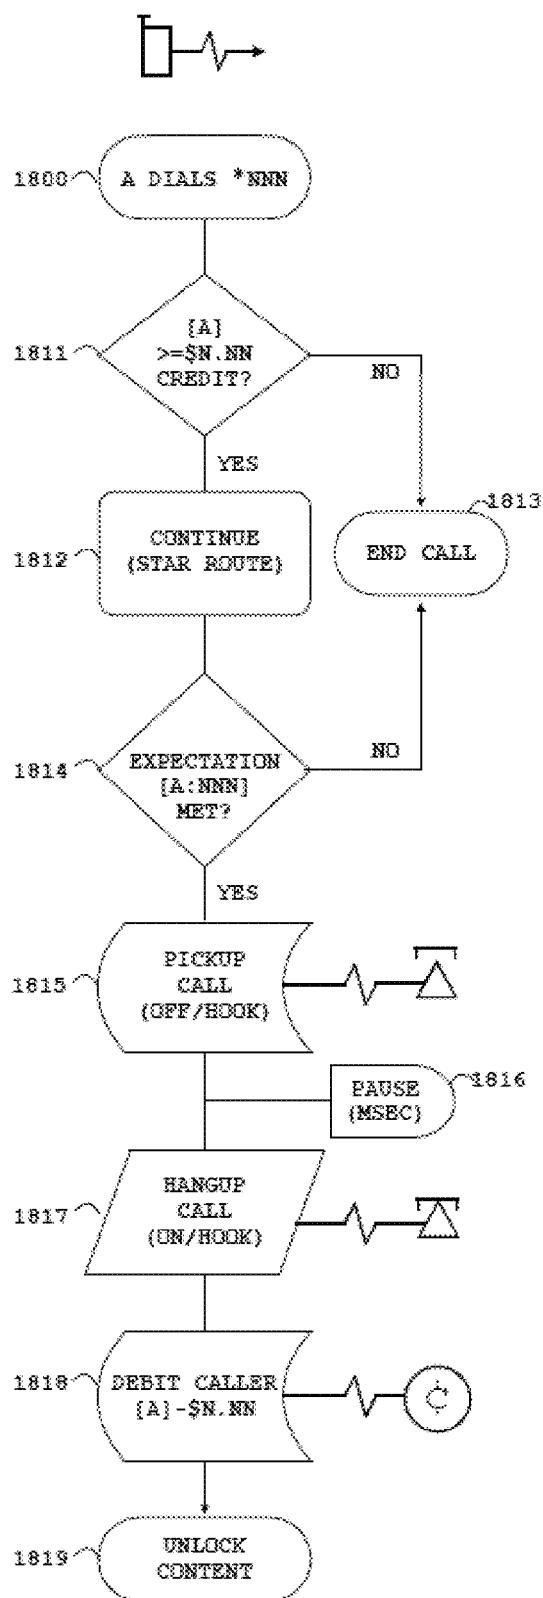 1800
A DIALS *NNN
1811
[A]
>=$N.NN
CREDIT?
NO
YES
1813
1812
CONTINUE
(STAR ROUTE)
END CALL
1814
EXPECTATION
[A:NNN]
MET?
NO
YES
1815
PICKUP
CALL
(OFF/HOOK)
1816
PAUSE
(MSEC)
1817
HANGUP
CALL
(ON/HOOK)
1818
DEBIT CALLER
[A]-$N.NN
¢
1819
UNLOCK
CONTENT